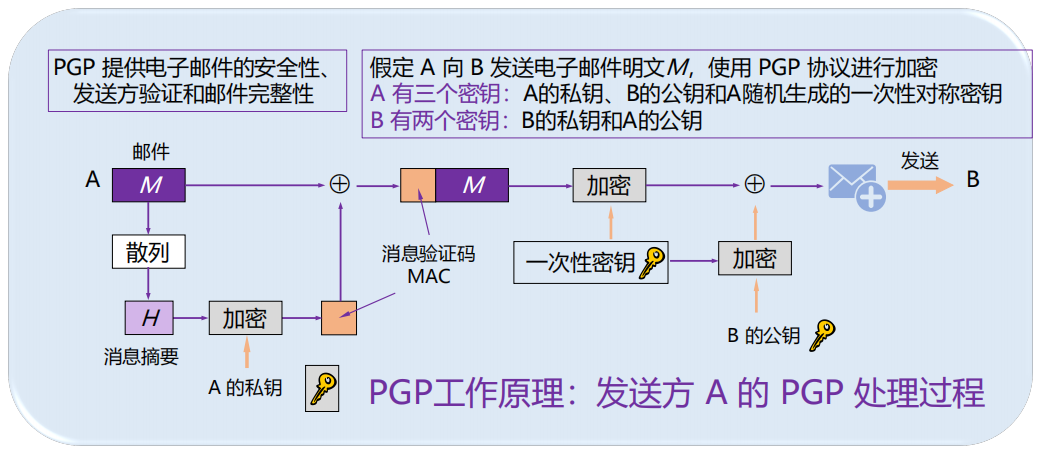 PGP 提供电子邮件的安全性、
发送方验证和邮件完整性
假定 A 向 B 发送电子邮件明文M，使用 PGP 协议进行加密
A 有三个密钥：A的私钥、B的公钥和A随机生成的一次性对称密钥
B 有两个密钥：B的私钥和A的公钥
邮件
A
M
M
加密
发送
B
散列
消息验证码
MAC
一次性密钥
加密
H
加密
消息摘要
B 的公钥
A 的私钥
PGP工作原理：发送方 A 的 PGP 处理过程